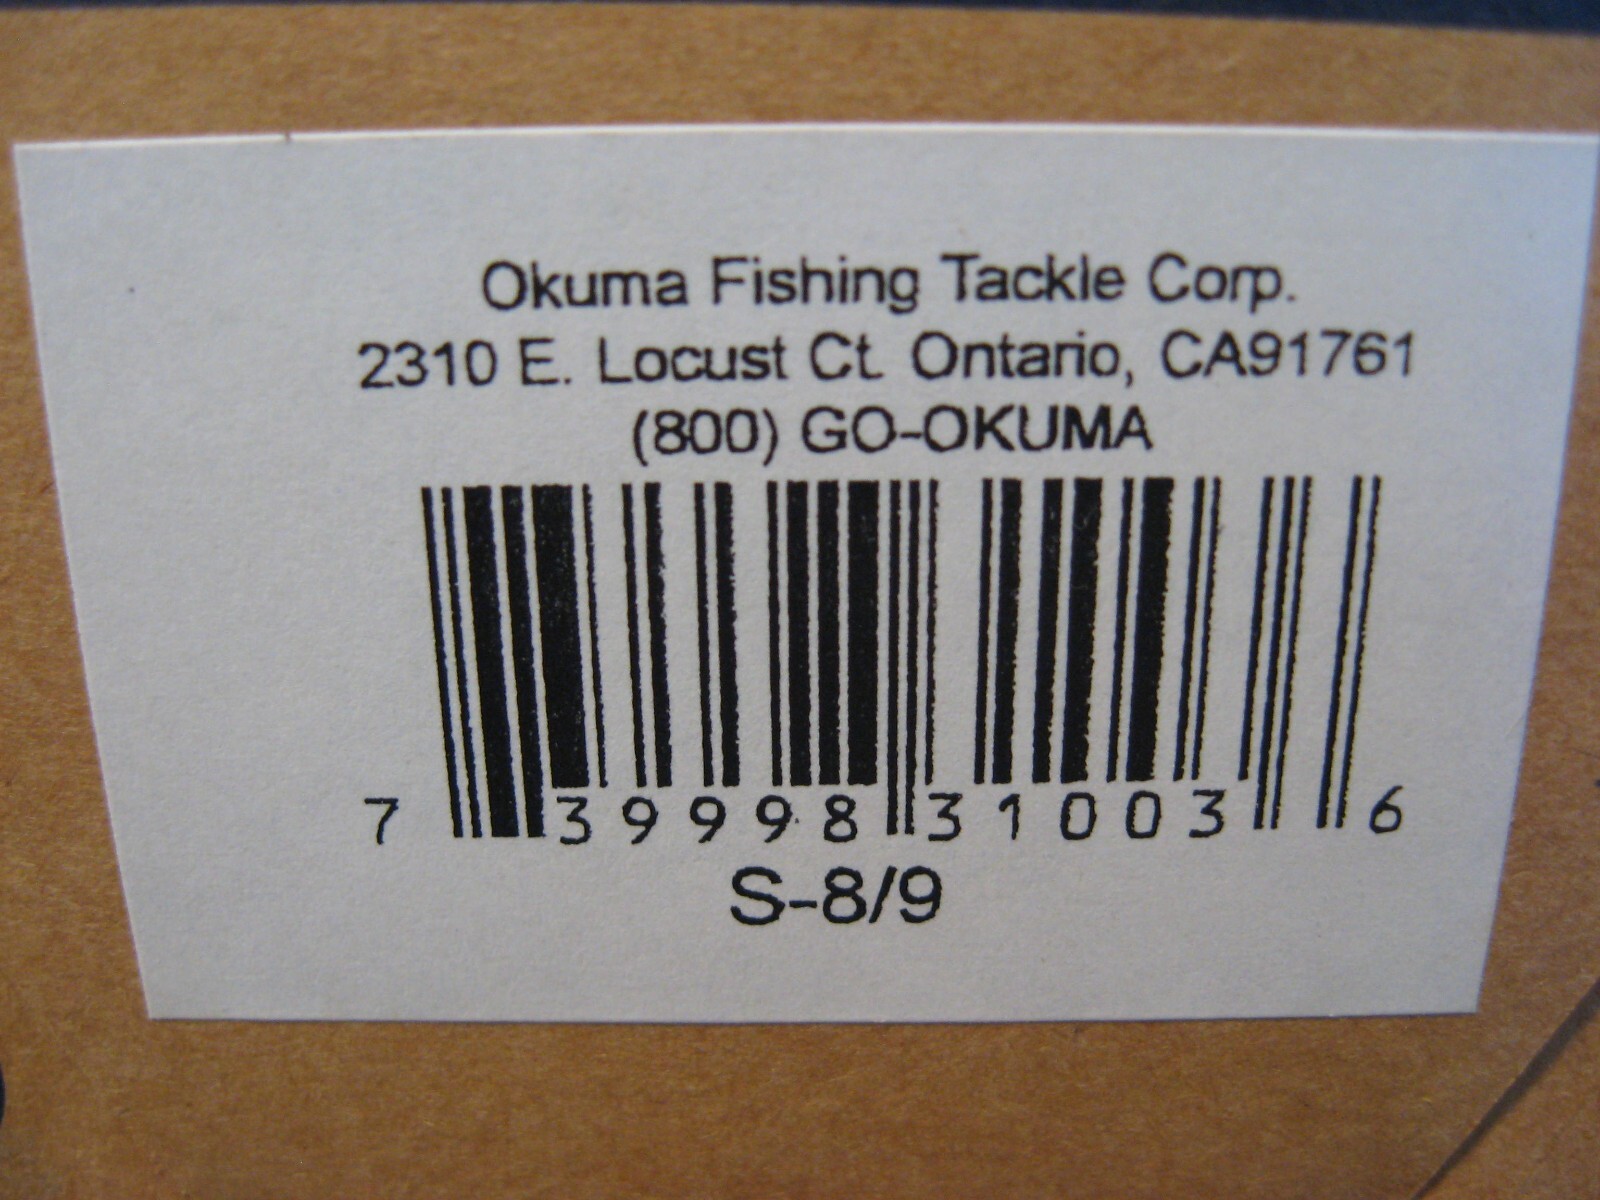 Okuma Fishing Tackle Corp.
2310 E. Locust Ct. Ontario, CA91761
(800) GO-OKUMA
7 39998 31003 6
S-8/9